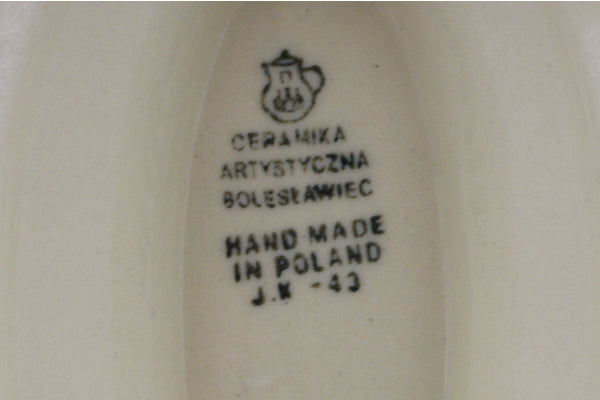 CERAMIKA
ARTYSTYCZNA
BOLESŁAWIEC
HAND MADE
IN POLAND
J.K -43